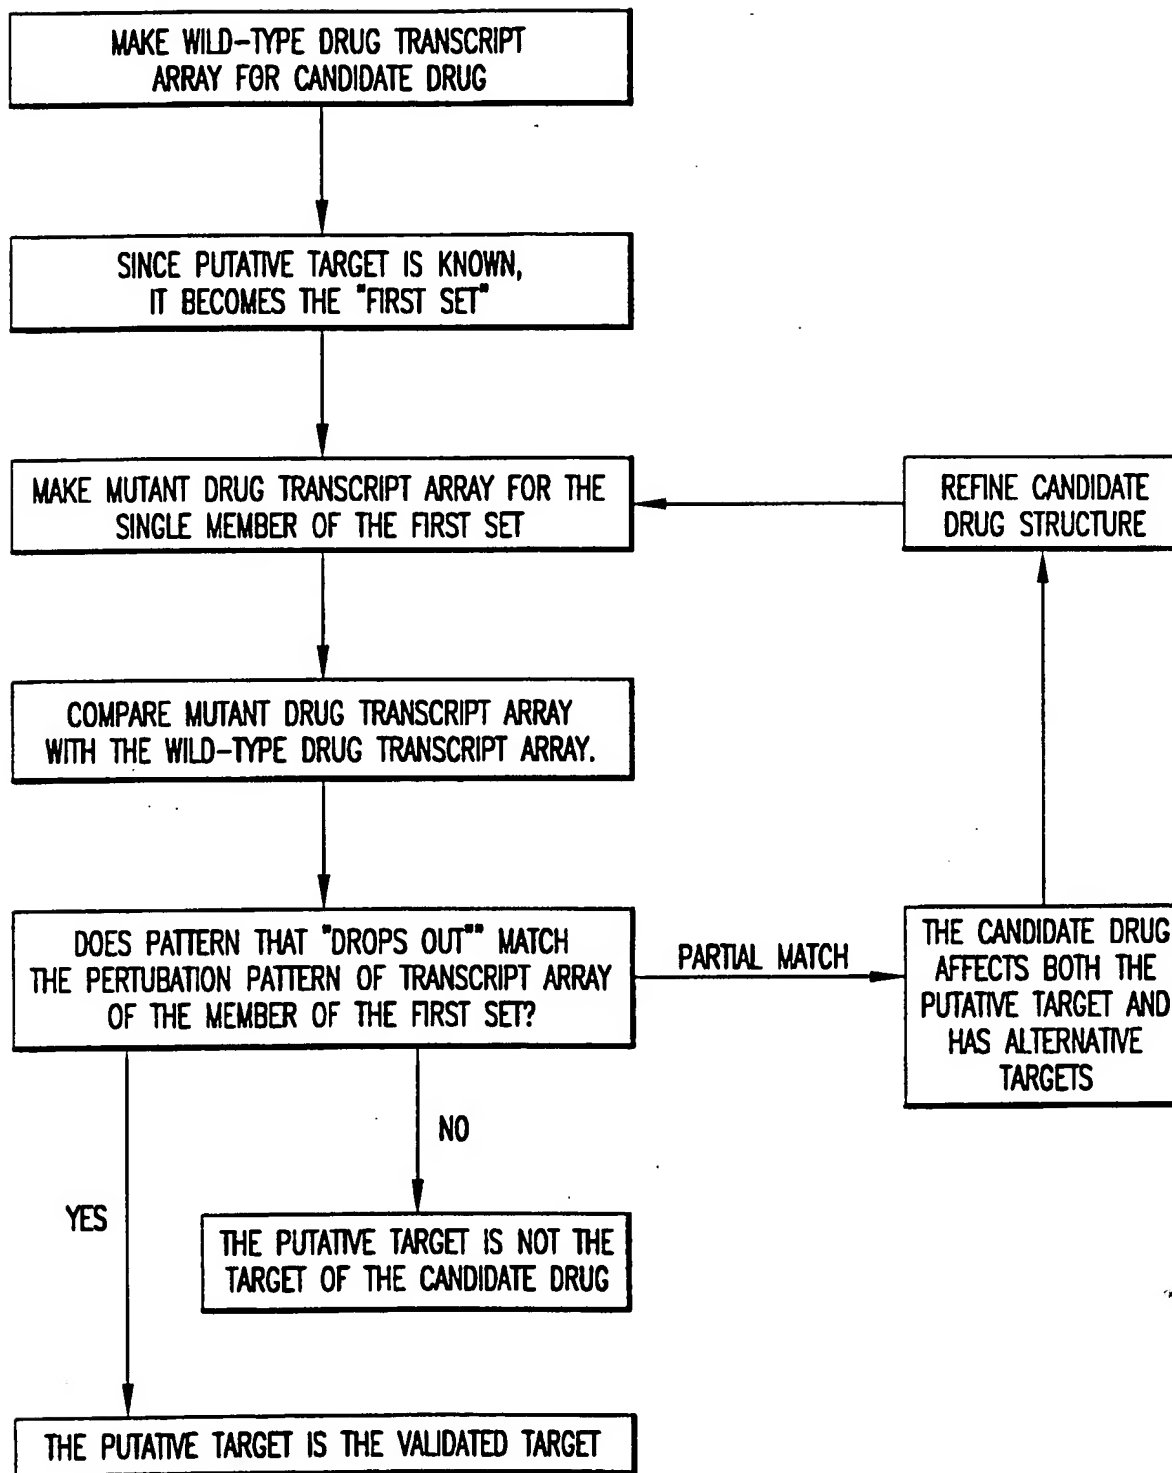 MAKE WILD-TYPE DRUG TRANSCRIPT
ARRAY FOR CANDIDATE DRUG
SINCE PUTATIVE TARGET IS KNOWN,
IT BECOMES THE "FIRST SET"
MAKE MUTANT DRUG TRANSCRIPT ARRAY FOR THE
SINGLE MEMBER OF THE FIRST SET
REFINE CANDIDATE
DRUG STRUCTURE
COMPARE MUTANT DRUG TRANSCRIPT ARRAY
WITH THE WILD-TYPE DRUG TRANSCRIPT ARRAY.
DOES PATTERN THAT "DROPS OUT"" MATCH
THE PERTUBATION PATTERN OF TRANSCRIPT ARRAY
OF THE MEMBER OF THE FIRST SET?
PARTIAL MATCH
THE CANDIDATE DRUG
AFFECTS BOTH THE
PUTATIVE TARGET AND
HAS ALTERNATIVE
TARGETS
NO
YES
THE PUTATIVE TARGET IS NOT THE
TARGET OF THE CANDIDATE DRUG
THE PUTATIVE TARGET IS THE VALIDATED TARGET